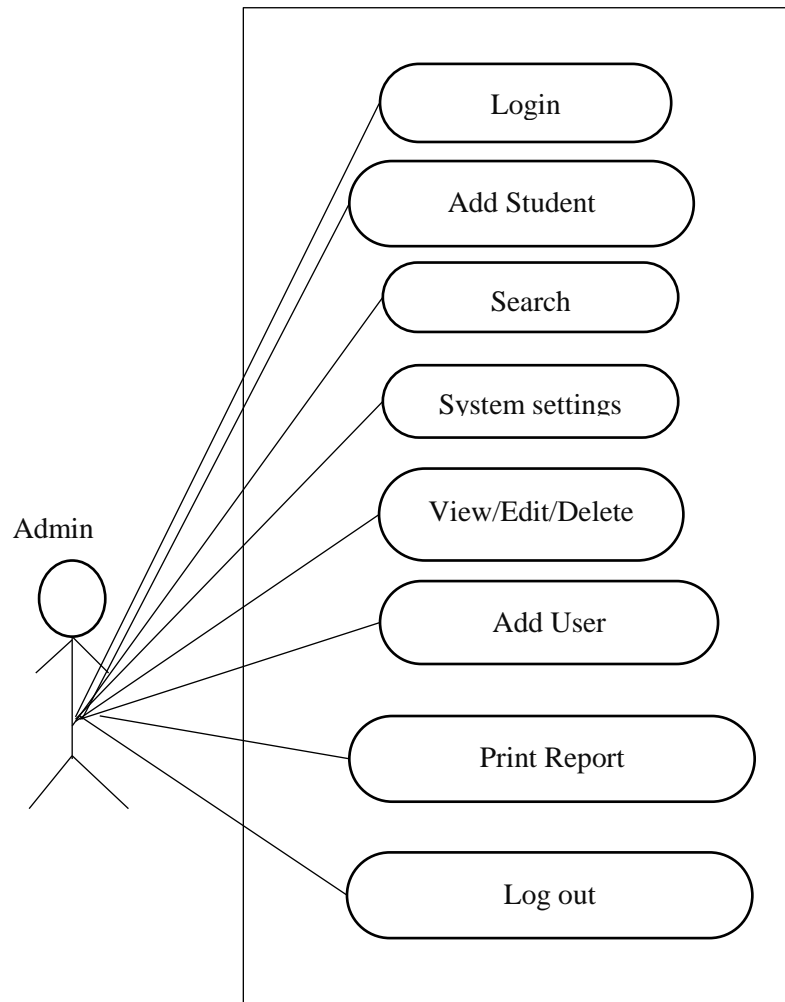 Login
Add Student
Search
System settings
View/Edit/Delete
Admin
Add User
Print Report
Log out